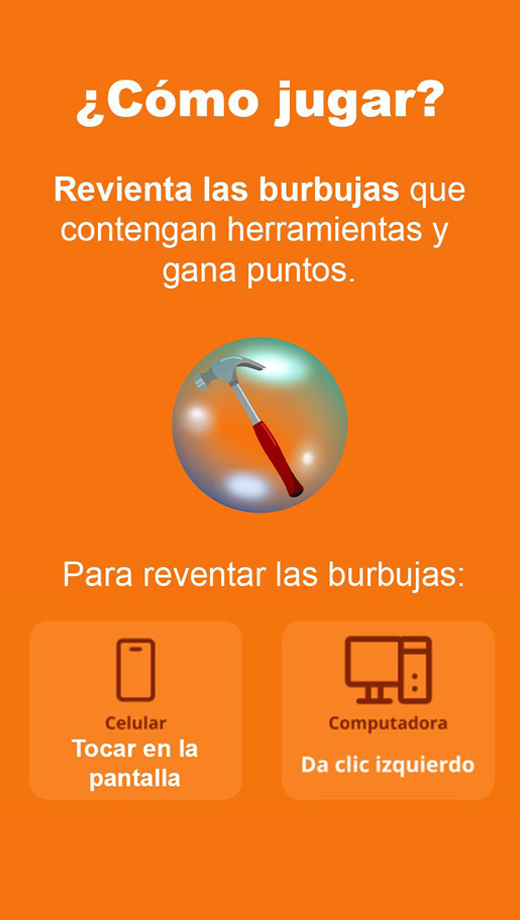 ¿Cómo jugar?
Revienta las burbujas que
contengan herramientas y
gana puntos.
Para reventar las burbujas:
Celular
Tocar en la
pantalla
Computadora
Da clic izquierdo